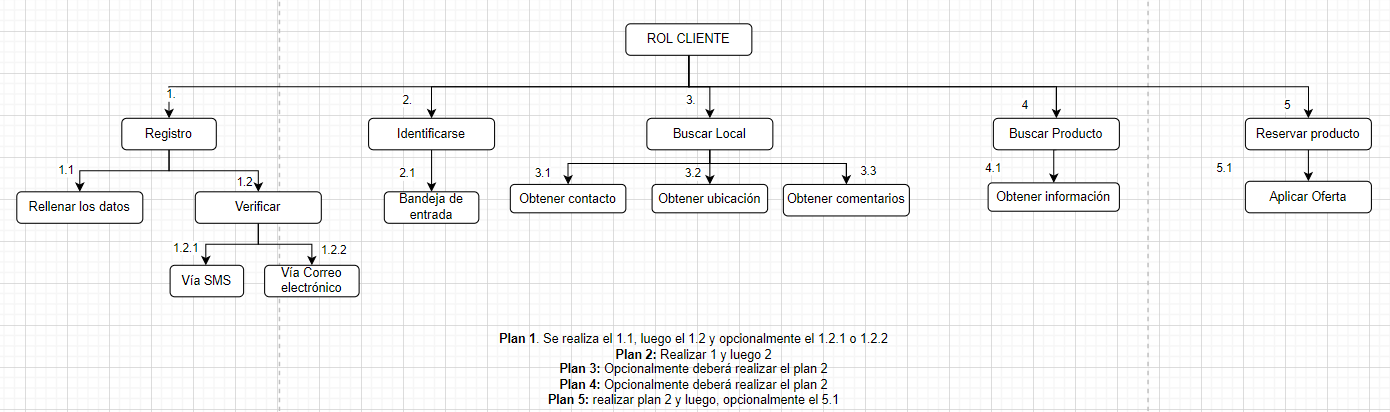 ROL CLIENTE
1.
2.
3.
4
5
Registro
Identificarse
Buscar Local
Buscar Producto
Reservar producto
1.1
1.2
2.1
3.1
3.2
3.3
4.1
5.1
Rellenar los datos
Verificar
Bandeja de
entrada
Obtener contacto
Obtener ubicación
Obtener comentarios
Obtener información
Aplicar Oferta
1.2.1
1.2.2
Vía SMS
Vía Correo
electrónico
Plan 1. Se realiza el 1.1, luego el 1.2 y opcionalmente el 1.2.1 o 1.2.2
Plan 2: Realizar 1 y luego 2
Plan 3: Opcionalmente deberá realizar el plan 2
Plan 4: Opcionalmente deberá realizar el plan 2
Plan 5: realizar plan 2 y luego, opcionalmente el 5.1